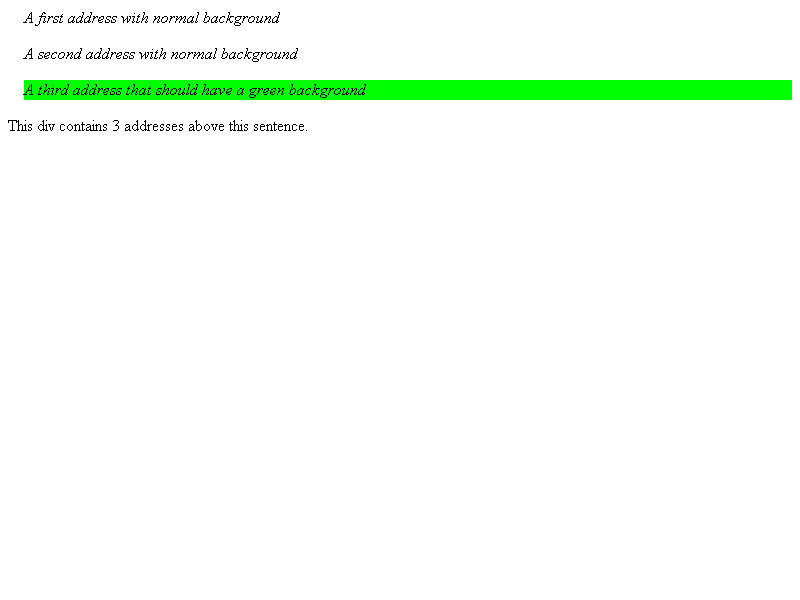 A first address with normal background
A second address with normal background
A third address that should have a green background
This div contains 3 addresses above this sentence.